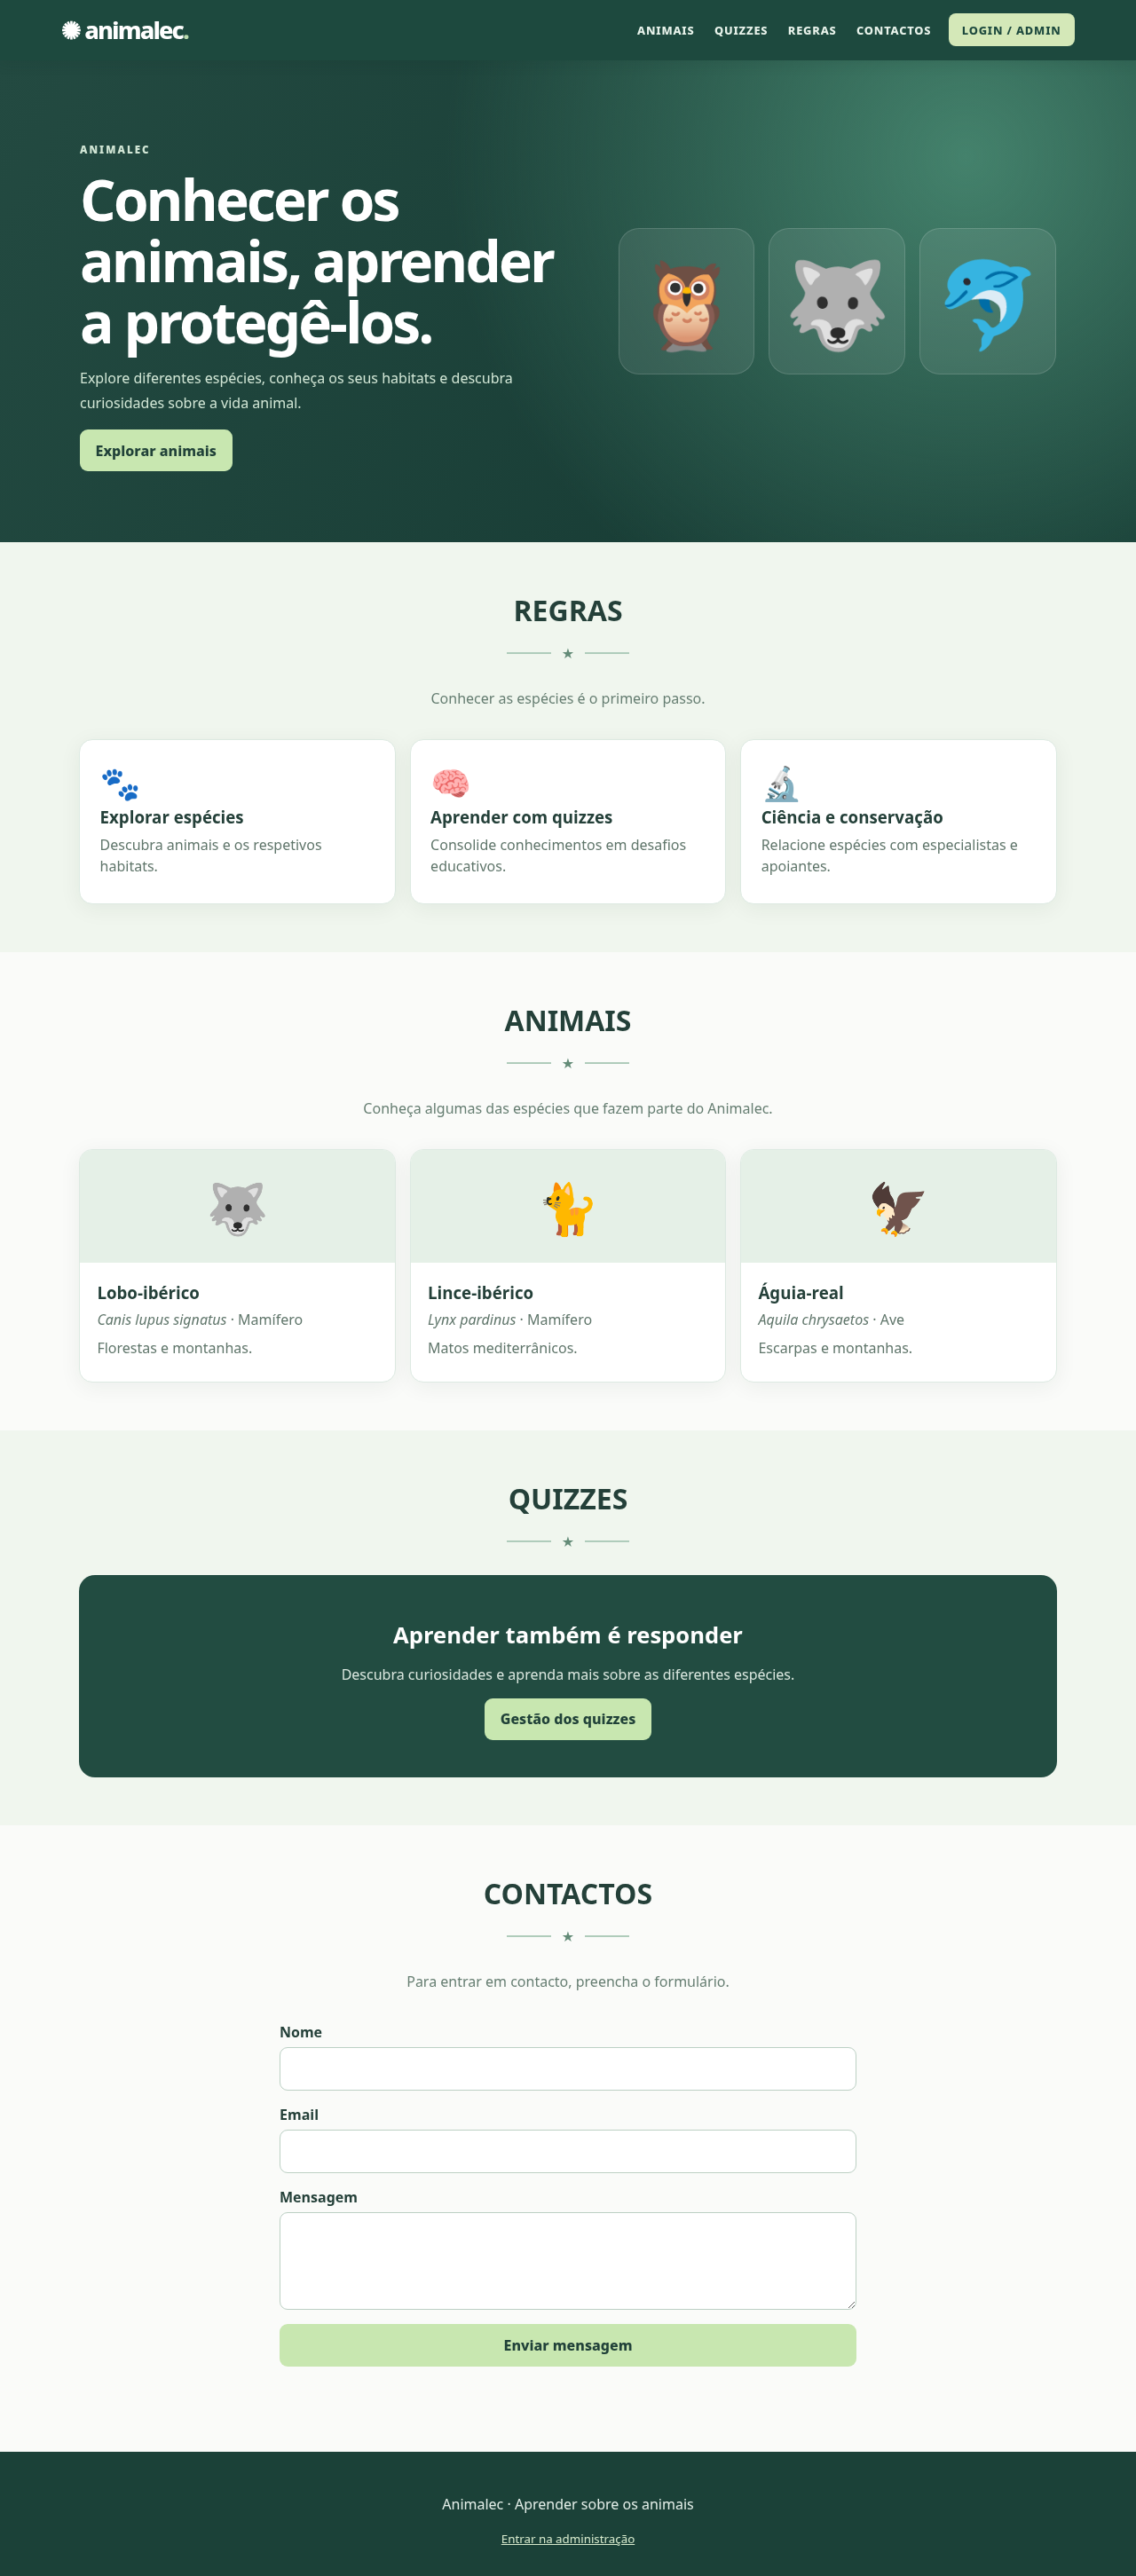 animalec.
ANIMAIS QUIZZES REGRAS CONTACTOS LOGIN / ADMIN
ANIMALEC
Conhecer os
animais, aprender
a protegê-los.
Explore diferentes espécies, conheça os seus habitats e descubra
curiosidades sobre a vida animal.
Explorar animais
REGRAS
Conhecer as espécies é o primeiro passo.
Explorar espécies
Descubra animais e os respetivos
habitats.
Aprender com quizzes
Consolide conhecimentos em desafios
educativos.
Ciência e conservação
Relacione espécies com especialistas e
apoiantes.
ANIMAIS
Conheça algumas das espécies que fazem parte do Animalec.
Lobo-ibérico
Canis lupus signatus · Mamífero
Florestas e montanhas.
Lince-ibérico
Lynx pardinus · Mamífero
Matos mediterrânicos.
Águia-real
Aquila chrysaetos · Ave
Escarpas e montanhas.
QUIZZES
Aprender também é responder
Descubra curiosidades e aprenda mais sobre as diferentes espécies.
Gestão dos quizzes
CONTACTOS
Para entrar em contacto, preencha o formulário.
Nome
Email
Mensagem
Enviar mensagem
Animalec · Aprender sobre os animais
Entrar na administração